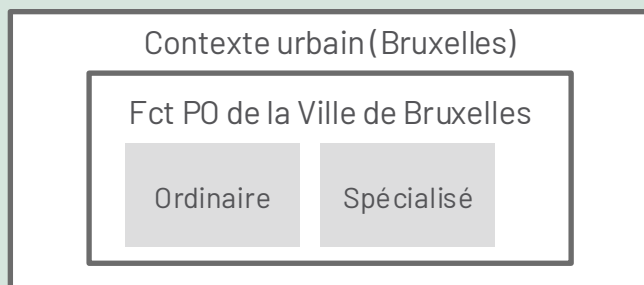 Contexte urbain (Bruxelles)
Fct PO de la Ville de Bruxelles
Ordinaire
Spécialisé